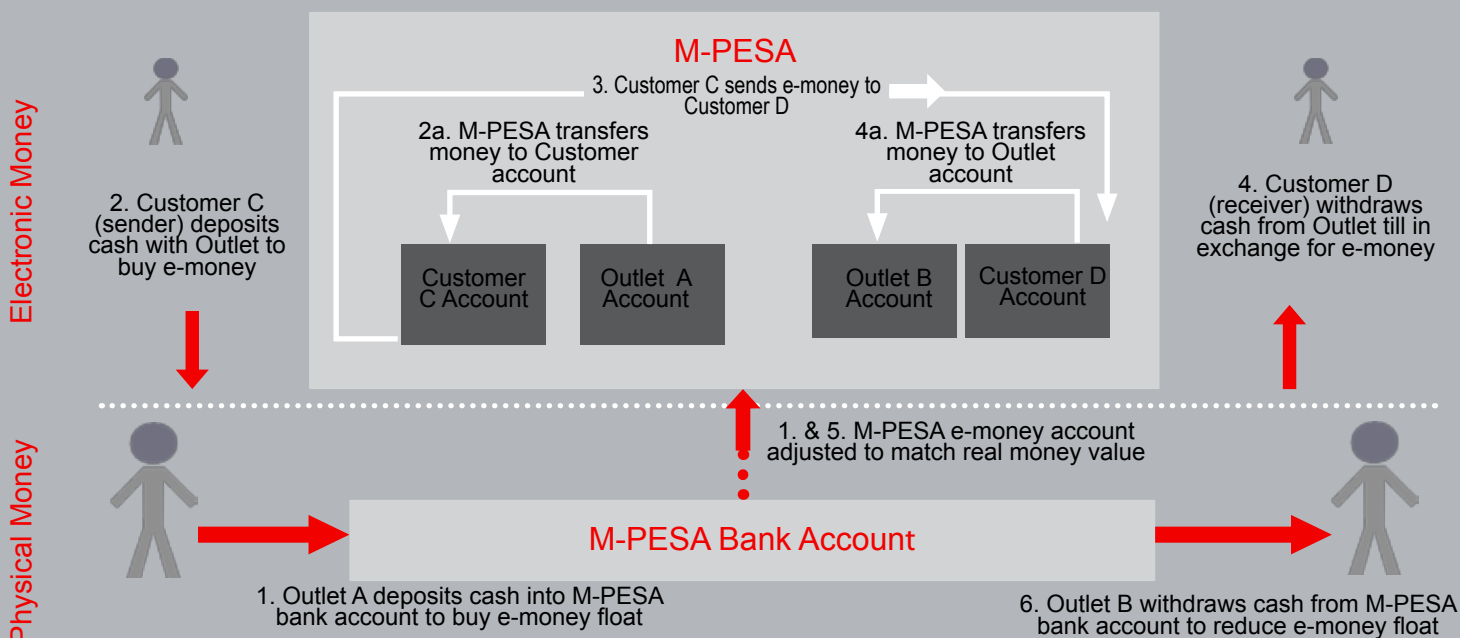 Electronic Money
M-PESA
3. Customer C sends e-money to
Customer D
2a. M-PESA transfers
money to Customer
account
4a. M-PESA transfers
money to Outlet
account
2. Customer C
(sender) deposits
cash with Outlet to
buy e-money
4. Customer D
(receiver) withdraws
cash from Outlet till in
exchange for e-money
Customer
C Account
Outlet A
Account
Outlet B
Account
Customer D
Account
Physical Money
1. & 5. M-PESA e-money account
adjusted to match real money value
M-PESA Bank Account
1. Outlet A deposits cash into M-PESA
bank account to buy e-money float
6. Outlet B withdraws cash from M-PESA
bank account to reduce e-money float